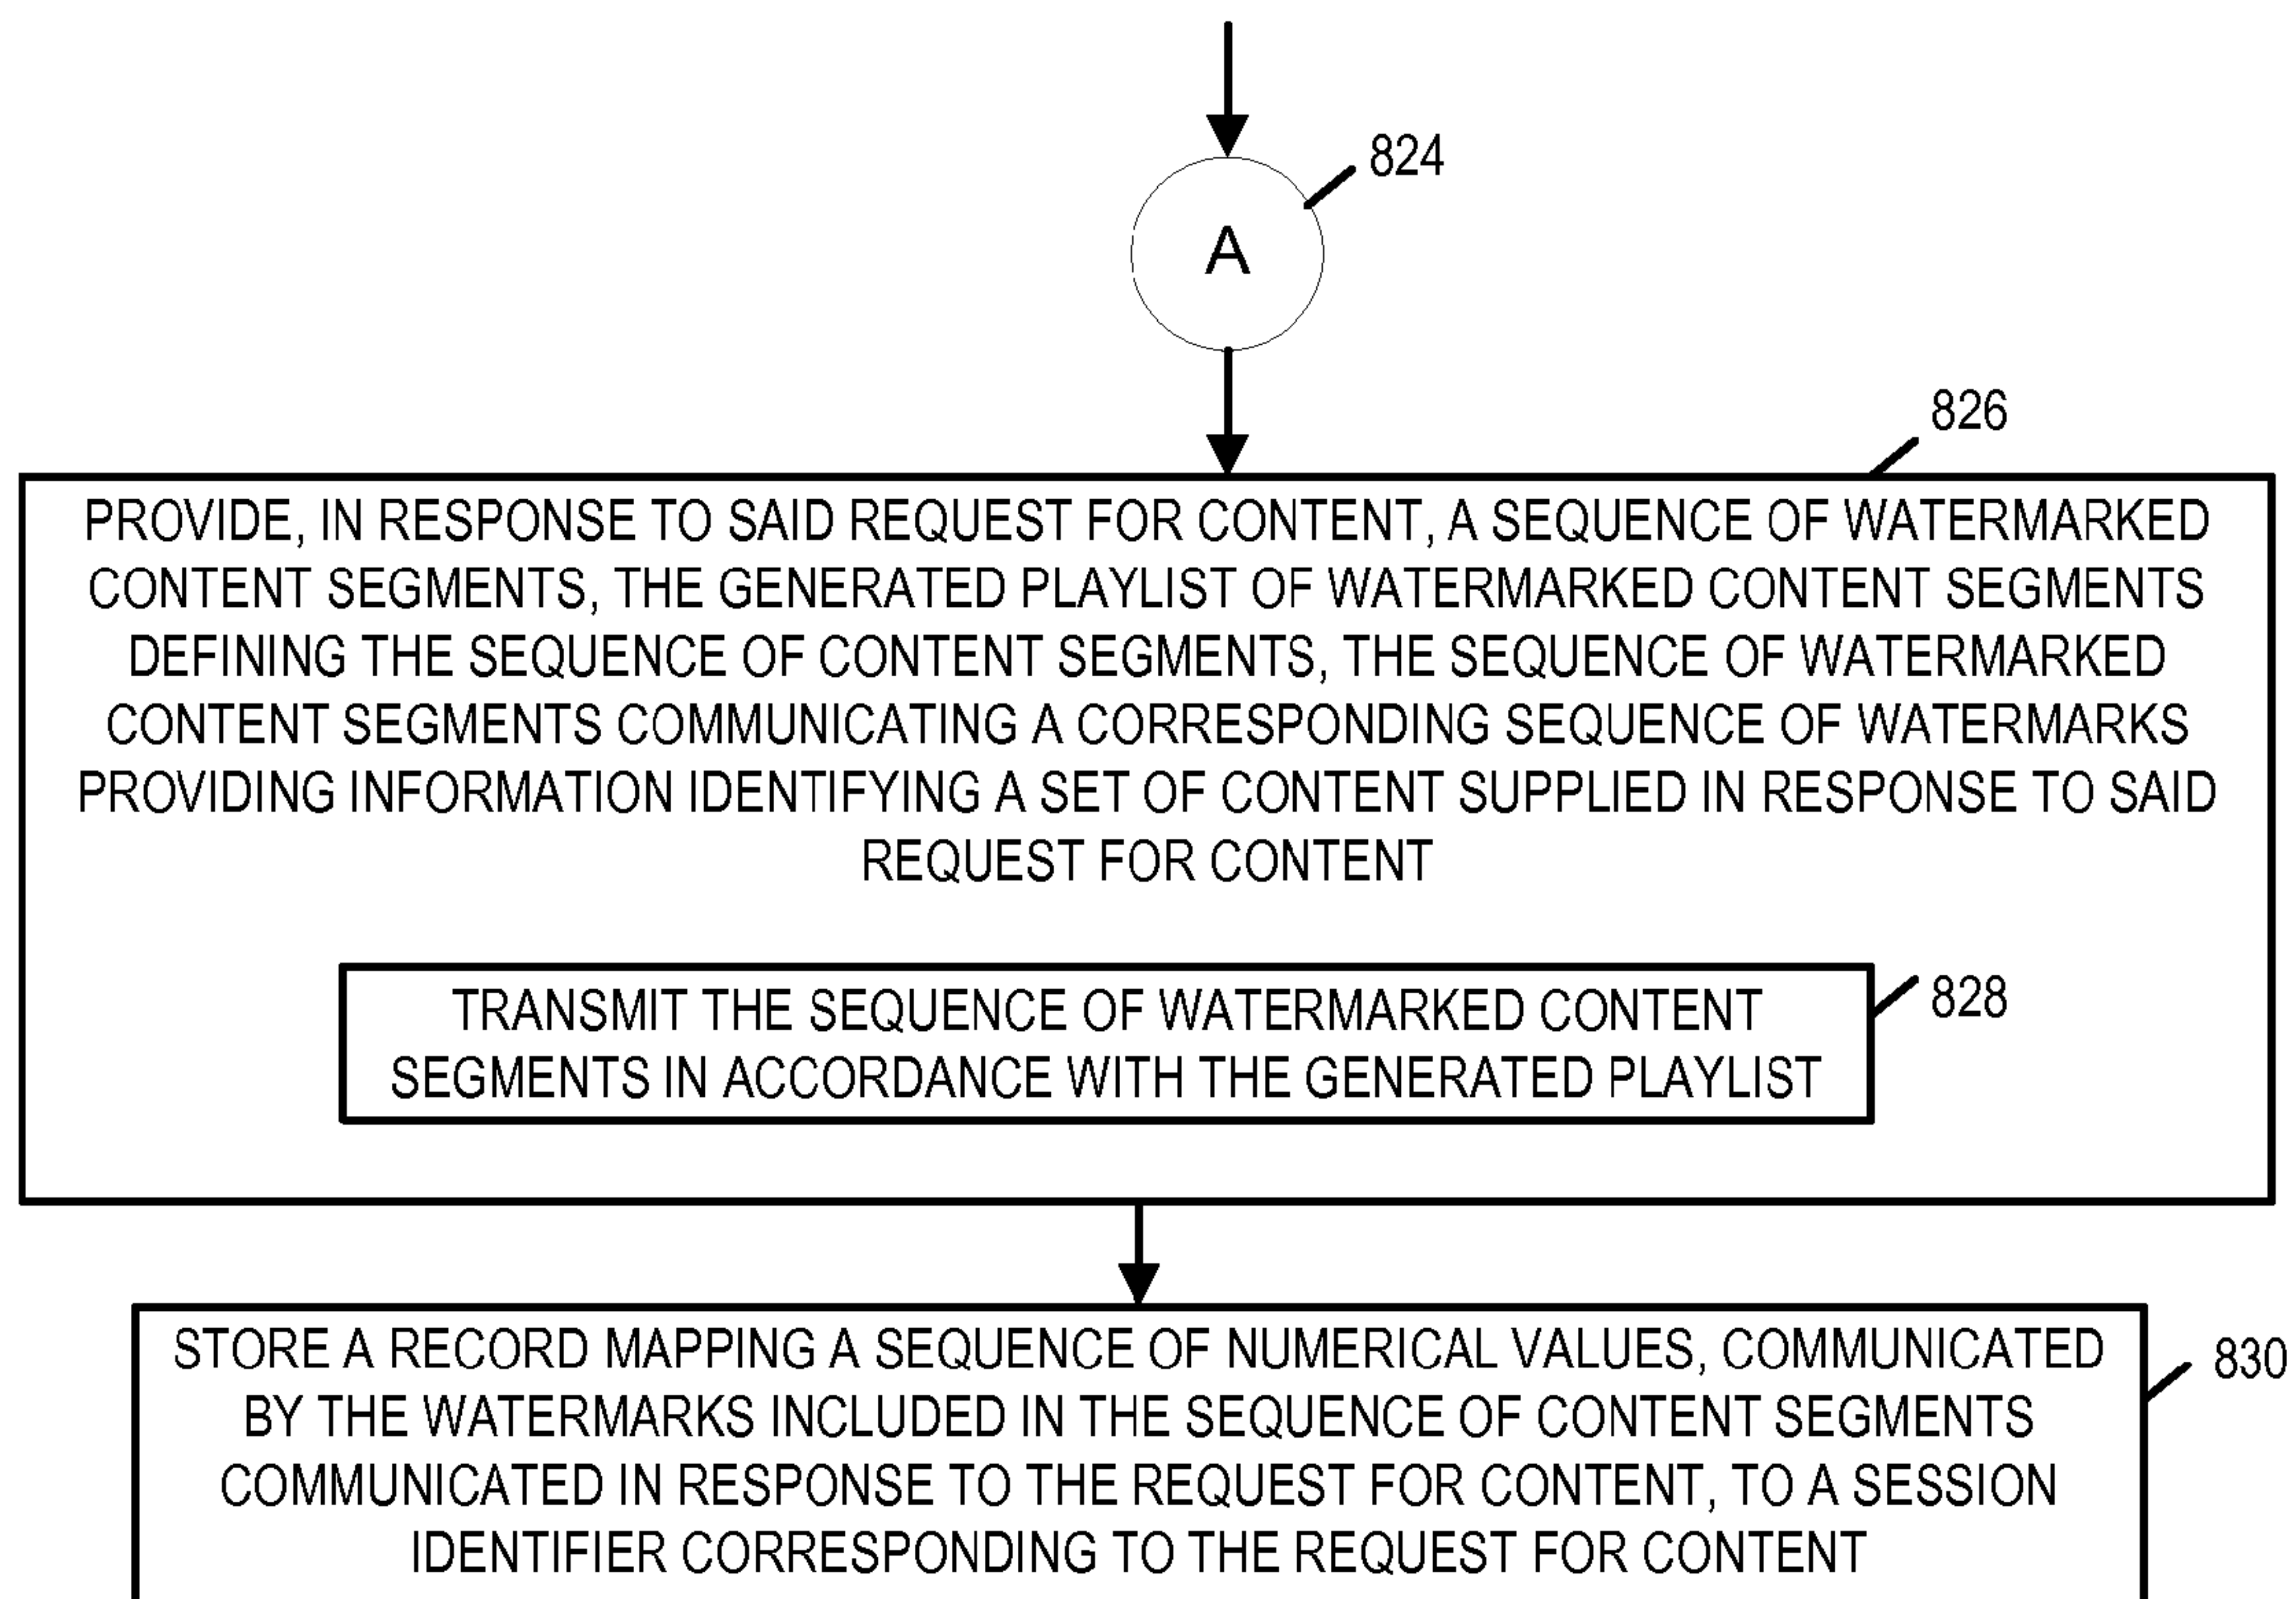 824
A
826
PROVIDE, IN RESPONSE TO SAID REQUEST FOR CONTENT, A SEQUENCE OF WATERMARKED
CONTENT SEGMENTS, THE GENERATED PLAYLIST OF WATERMARKED CONTENT SEGMENTS
DEFINING THE SEQUENCE OF CONTENT SEGMENTS, THE SEQUENCE OF WATERMARKED
CONTENT SEGMENTS COMMUNICATING A CORRESPONDING SEQUENCE OF WATERMARKS
PROVIDING INFORMATION IDENTIFYING A SET OF CONTENT SUPPLIED IN RESPONSE TO SAID
REQUEST FOR CONTENT
TRANSMIT THE SEQUENCE OF WATERMARKED CONTENT
SEGMENTS IN ACCORDANCE WITH THE GENERATED PLAYLIST
828
STORE A RECORD MAPPING A SEQUENCE OF NUMERICAL VALUES, COMMUNICATED
BY THE WATERMARKS INCLUDED IN THE SEQUENCE OF CONTENT SEGMENTS
COMMUNICATED IN RESPONSE TO THE REQUEST FOR CONTENT, TO A SESSION
IDENTIFIER CORRESPONDING TO THE REQUEST FOR CONTENT
830